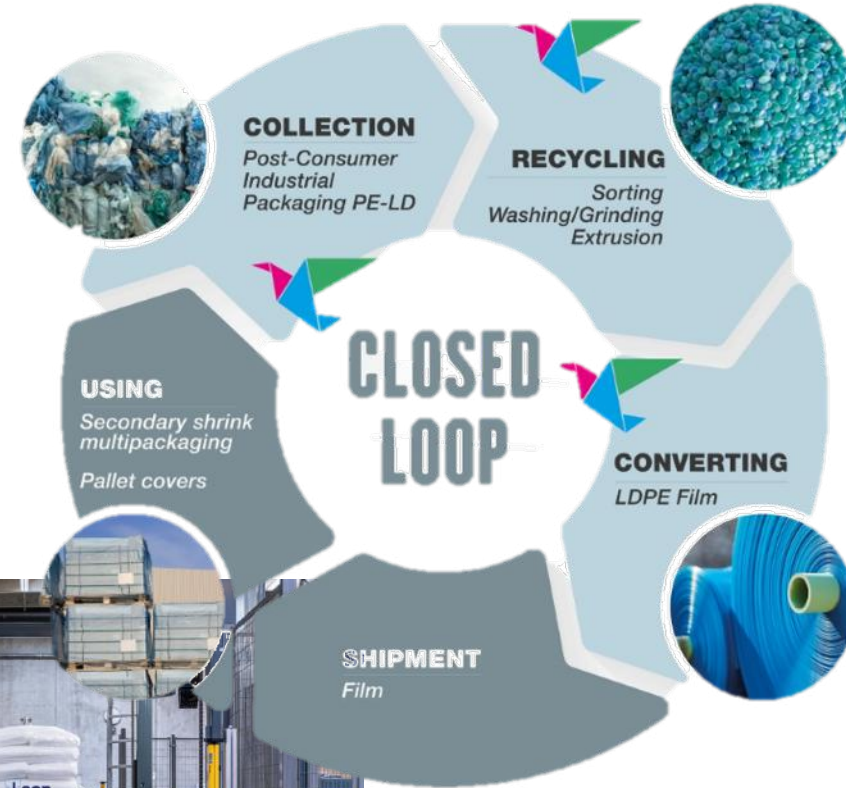 COLLECTION
Post-Consumer
Industrial
Packaging PE-LD
RECYCLING
Sorting
Washing/Grinding
Extrusion
CLOSED
LOOP
USING
Secondary shrink
multipackaging
Pallet covers
CONVERTING
LDPE Film
SHIPMENT
Film